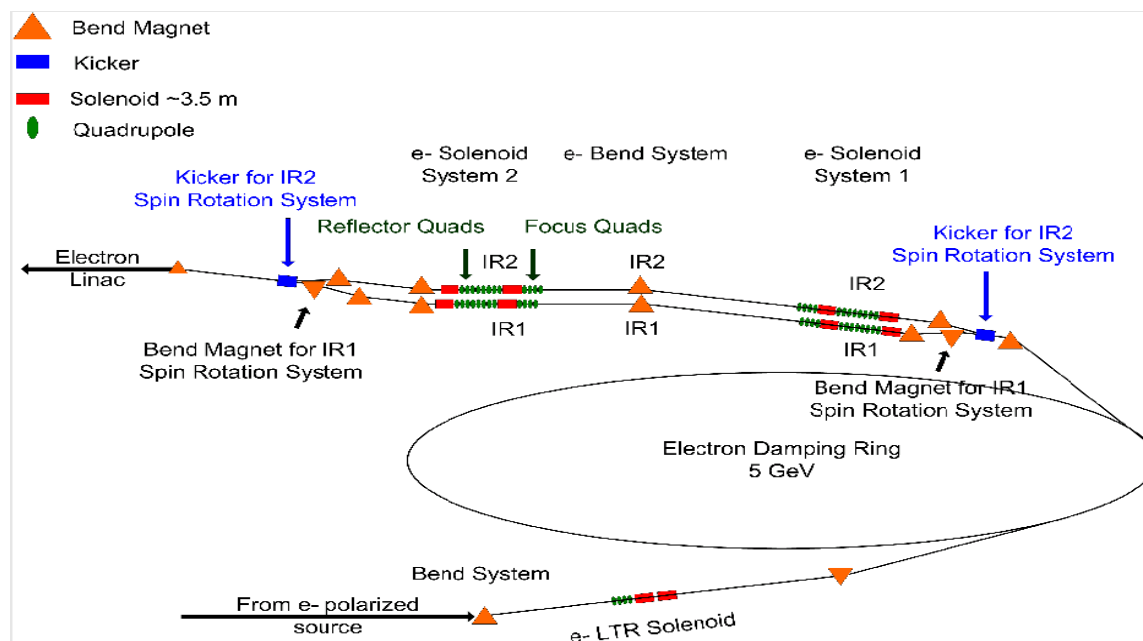 Bend Magnet
Kicker
Solenoid ~3.5 m
Quadrupole
e- Solenoid
System 2
e- Bend System
e- Solenoid
System 1
Kicker for IR2
Spin Rotation System
Reflector Quads
Focus Quads
Kicker for IR2
Spin Rotation System
Electron
Linac
IR2
IR2
IR2
IR1
IR1
IR1
Bend Magnet for IR1
Spin Rotation System
Bend Magnet for IR1
Spin Rotation System
Electron Damping Ring
5 GeV
Bend System
From e- polarized
source
e- LTR Solenoid